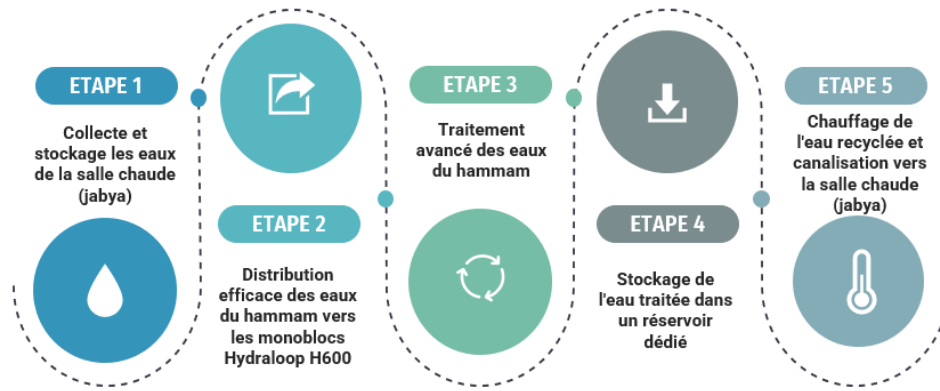 ETAPE 1
Collecte et
stockage les eaux
de la salle chaude
(jabya)
ETAPE 2
Distribution
efficace des eaux
du hammam vers
les monoblocs
Hydraloop H600
ETAPE 3
Traitement
avancé des eaux
du hammam
ETAPE 4
Stockage de
l'eau traitée dans
un réservoir
dédié
ETAPE 5
Chauffage de
l'eau recyclée et
canalisation vers
la salle chaude
(jabya)